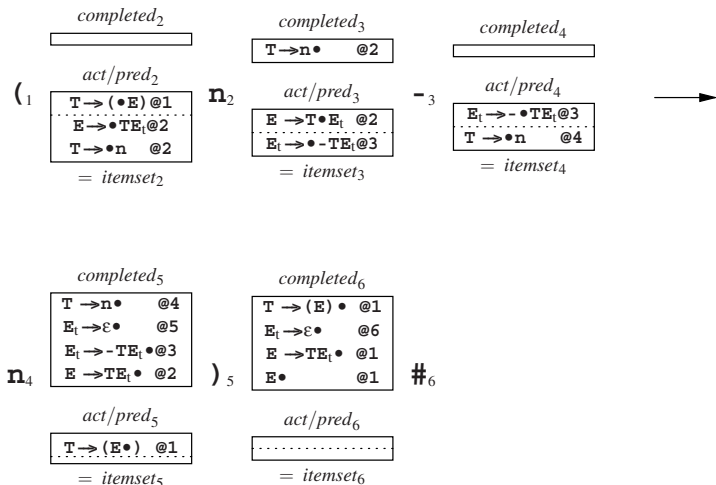 completed₂
act/pred₂
(₁
T→(•E)@1
E→•TEₜ@2
T→•n @2
= itemset₂
n₂
completed₃
T→n• @2
act/pred₃
E→T•Eₜ @2
Eₜ→•-TEₜ@3
= itemset₃
-₃
completed₄
act/pred₄
Eₜ→-•TEₜ@3
T→•n @4
= itemset₄
n₄
completed₅
T→n• @4
Eₜ→ε• @5
Eₜ→-TEₜ•@3
E→TEₜ• @2
act/pred₅
T→(E•) @1
= itemset₅
)₅
completed₆
T→(E)• @1
Eₜ→ε• @6
E→TEₜ• @1
E• @1
act/pred₆
= itemset₆
#₆